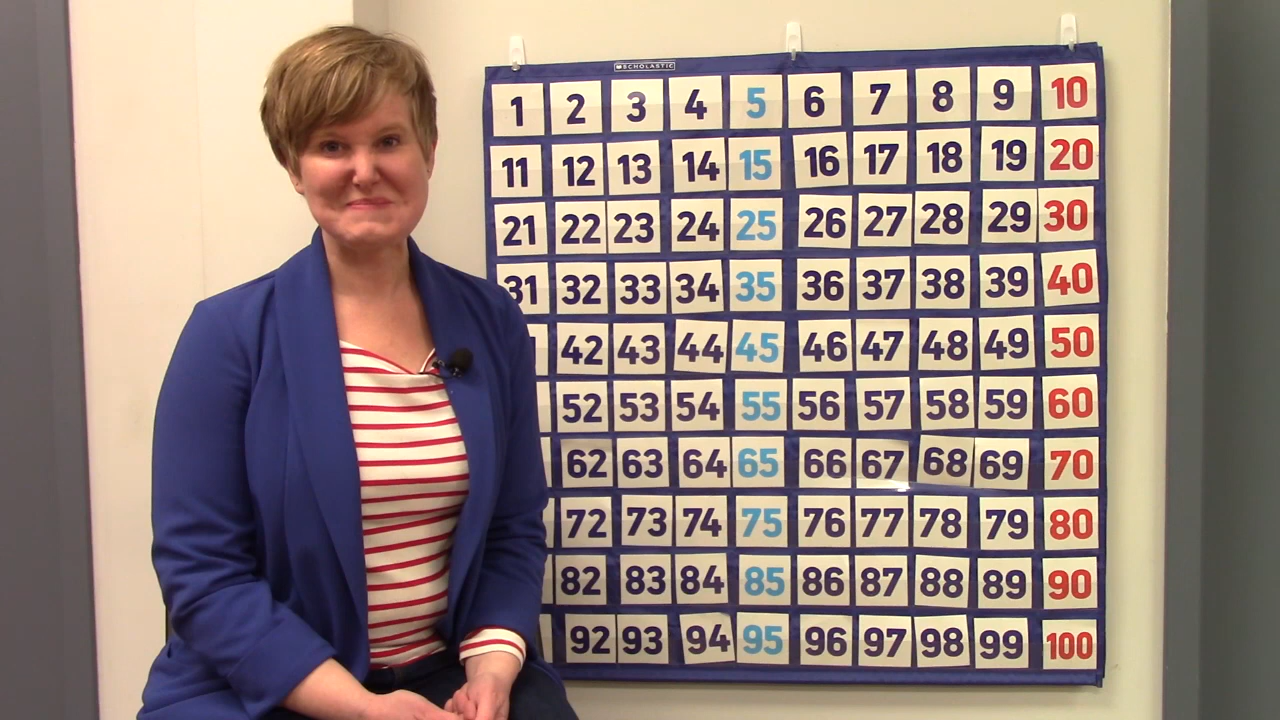 SCHOLASTIC
1 2 3 4 5 6 7 8 9 10
11 12 13 14 15 16 17 18 19 20
21 22 23 24 25 26 27 28 29 30
31 32 33 34 35 36 37 38 39 40
42 43 44 45 46 47 48 49 50
52 53 54 55 56 57 58 59 60
62 63 64 65 66 67 68 69 70
72 73 74 75 76 77 78 79 80
82 83 84 85 86 87 88 89 90
92 93 94 95 96 97 98 99 100